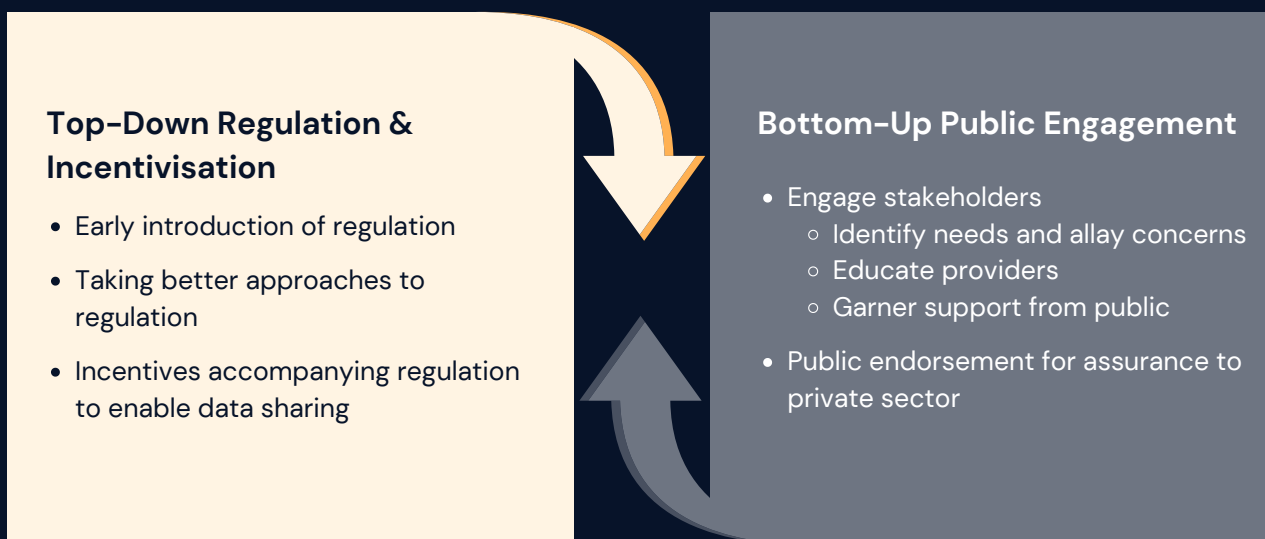 Top-Down Regulation &
Incentivisation
• Early introduction of regulation
• Taking better approaches to
regulation
• Incentives accompanying regulation
to enable data sharing
Bottom-Up Public Engagement
• Engage stakeholders
○ Identify needs and allay concerns
○ Educate providers
○ Garner support from public
• Public endorsement for assurance to
private sector